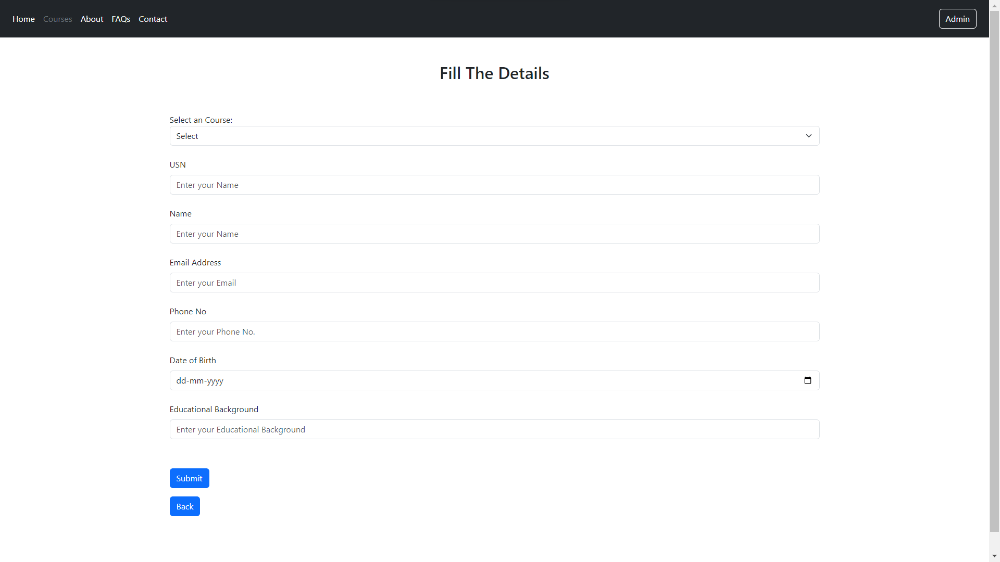 Home Courses About FAQs Contact Admin
Fill The Details
Select an Course:
Select
USN
Enter your Name
Name
Enter your Name
Email Address
Enter your Email
Phone No
Enter your Phone No.
Date of Birth
dd-mm-yyyy
Educational Background
Enter your Educational Background
Submit
Back